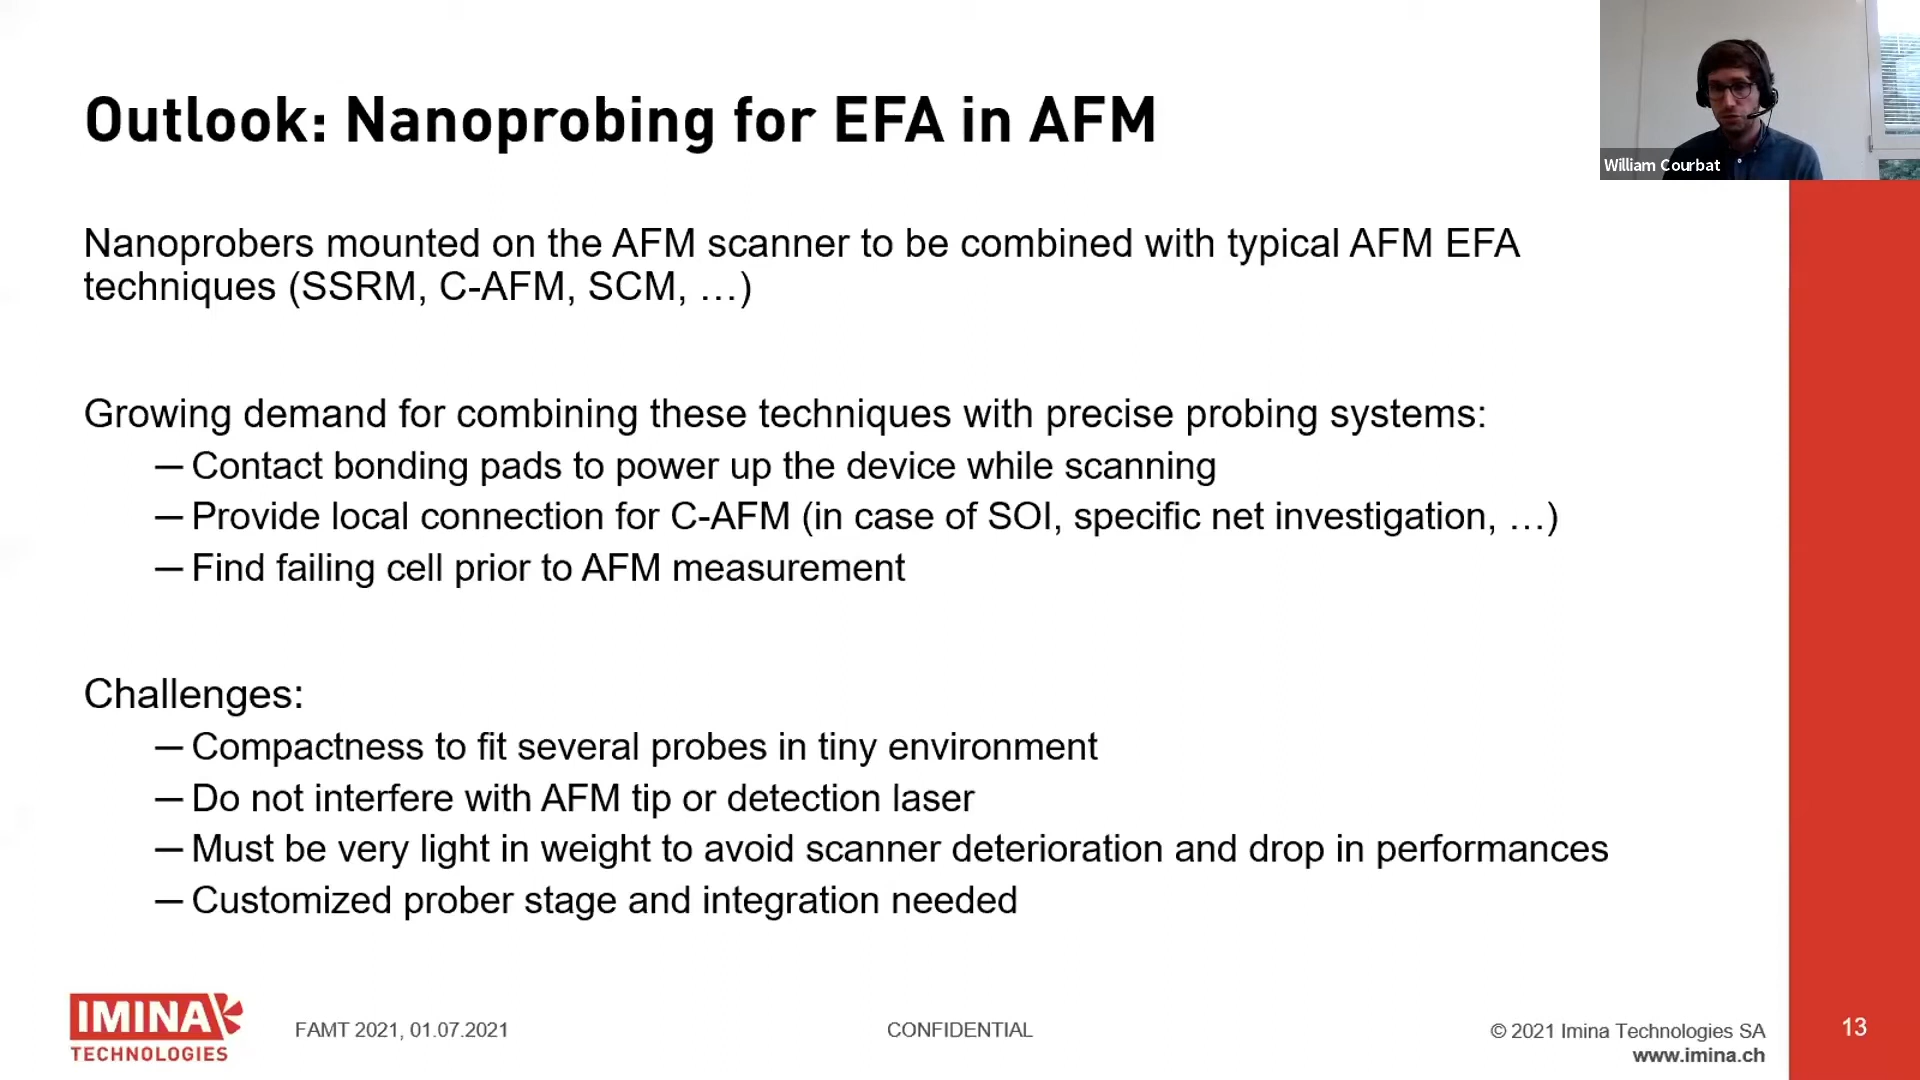 Outlook: Nanoprobing for EFA in AFM
William Courbat
Nanoprobers mounted on the AFM scanner to be combined with typical AFM EFA
techniques (SSRM, C-AFM, SCM, …)
Growing demand for combining these techniques with precise probing systems:
— Contact bonding pads to power up the device while scanning
— Provide local connection for C-AFM (in case of SOI, specific net investigation, …)
— Find failing cell prior to AFM measurement
Challenges:
— Compactness to fit several probes in tiny environment
— Do not interfere with AFM tip or detection laser
— Must be very light in weight to avoid scanner deterioration and drop in performances
— Customized prober stage and integration needed
IMINA
TECHNOLOGIES
FAMT 2021, 01.07.2021
CONFIDENTIAL
© 2021 Imina Technologies SA
www.imina.ch
13